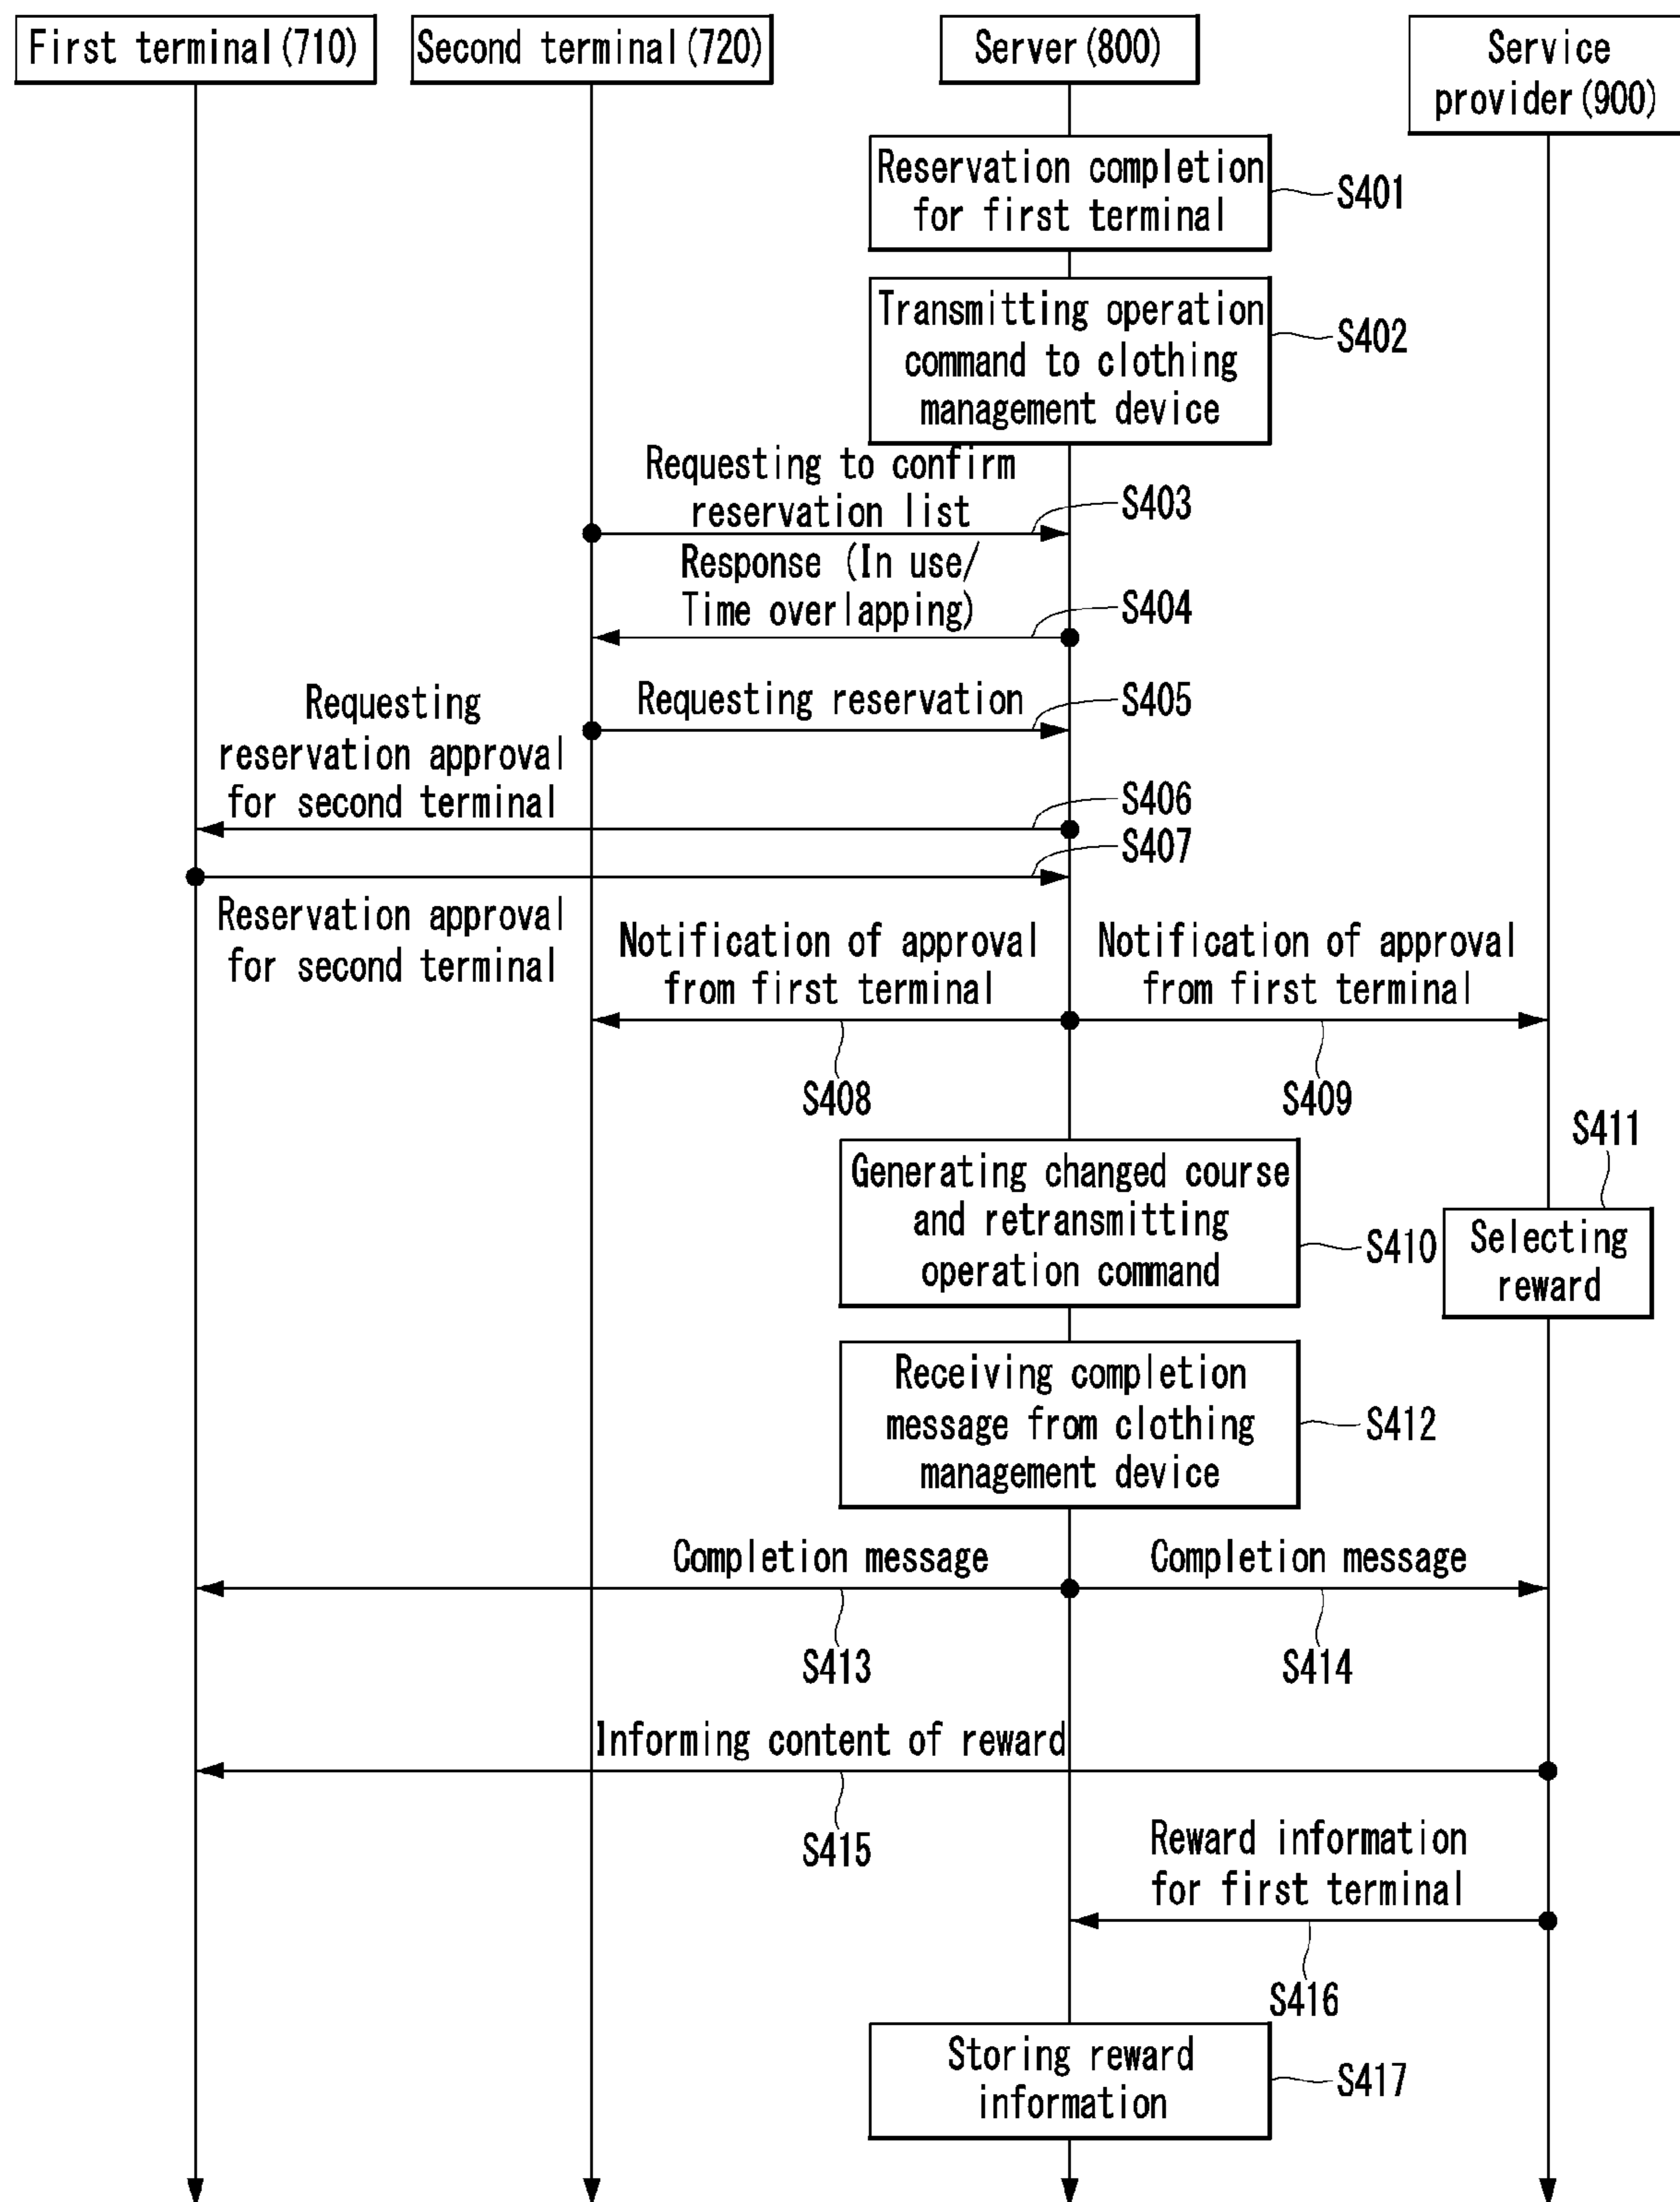 First terminal(710)
Second terminal(720)
Server(800)
Service
provider(900)
Reservation completion
for first terminal
S401
Transmitting operation
command to clothing
management device
S402
Requesting to confirm
reservation list
S403
Response (In use/
Time overlapping)
S404
Requesting reservation
S405
Requesting
reservation approval
for second terminal
S406
S407
Reservation approval
for second terminal
Notification of approval
from first terminal
Notification of approval
from first terminal
S408
S409
Generating changed course
and retransmitting
operation command
S410
S411
Selecting
reward
Receiving completion
message from clothing
management device
S412
Completion message
Completion message
S413
S414
Informing content of reward
S415
Reward information
for first terminal
S416
Storing reward
information
S417